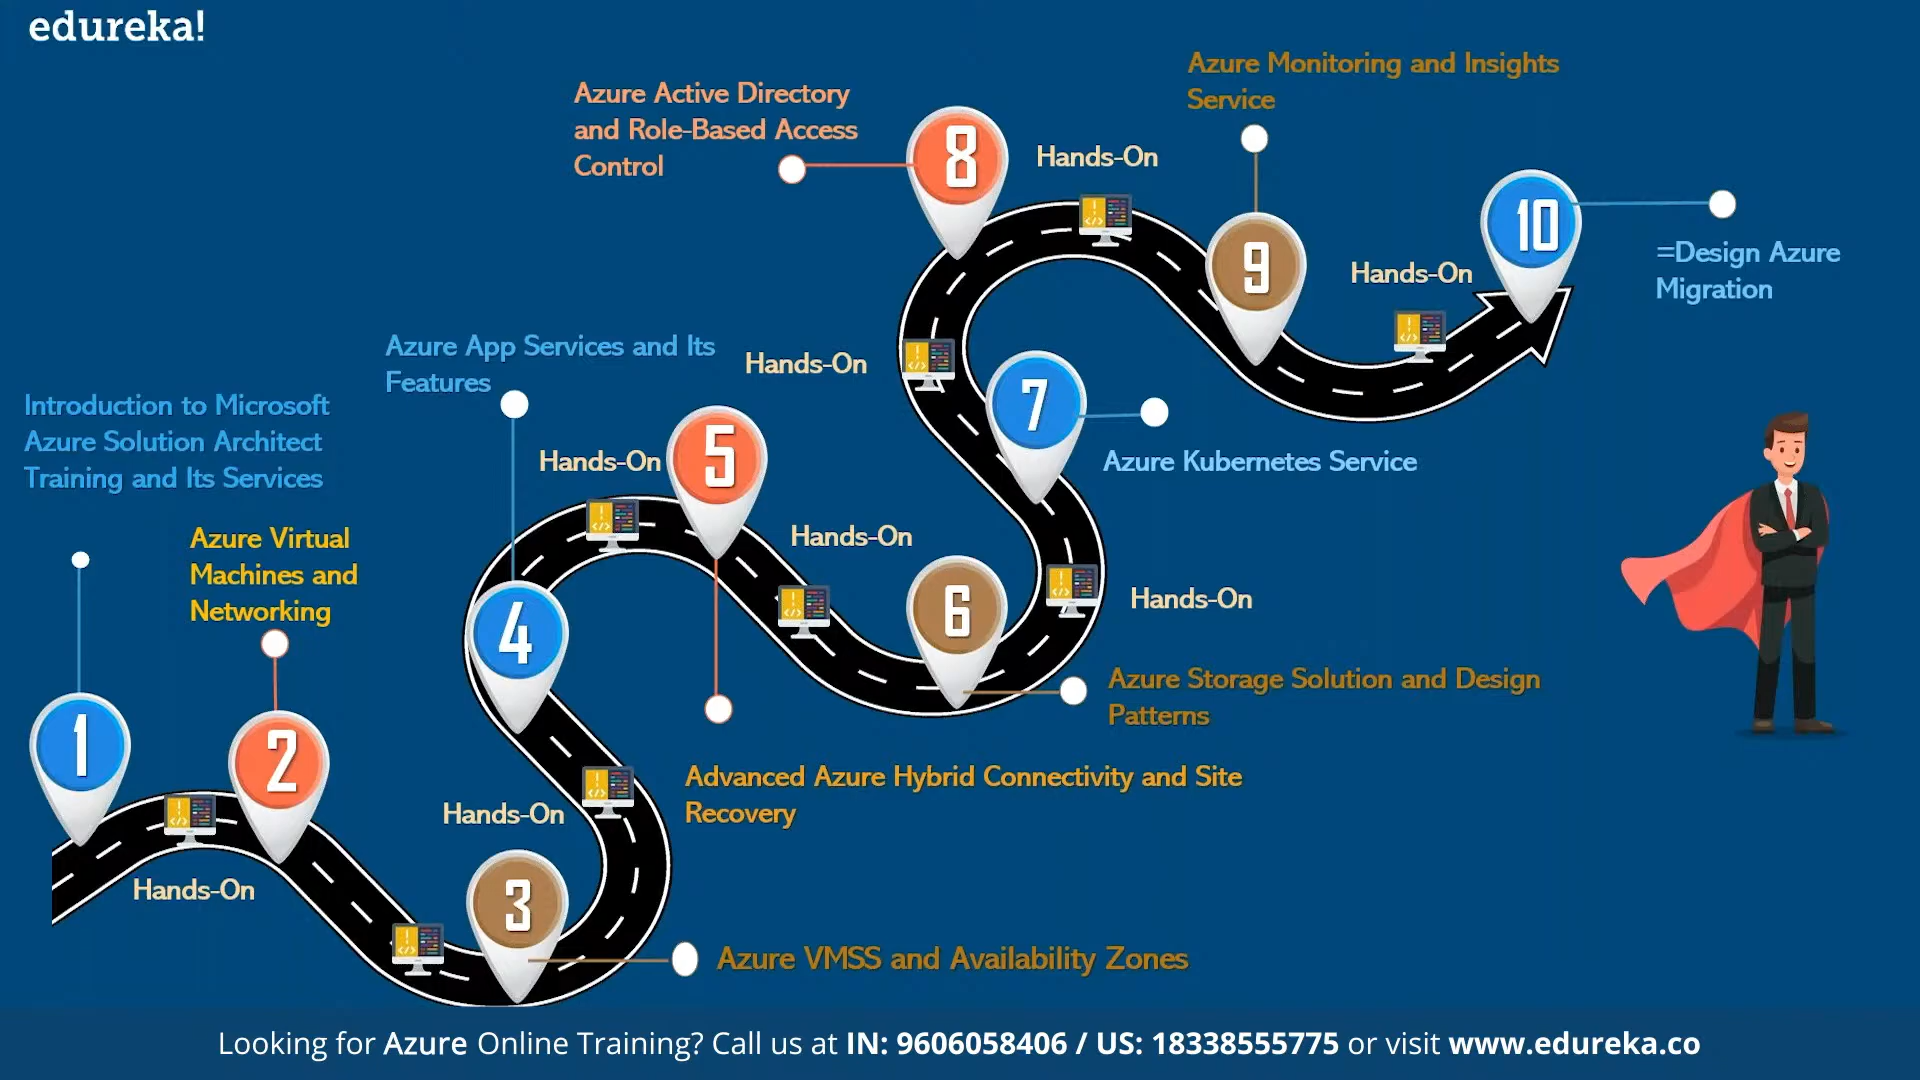 edureka!
Introduction to Microsoft
Azure Solution Architect
Training and Its Services
1
Hands-On
Azure Virtual
Machines and
Networking
2
3
Azure VMSS and Availability Zones
Hands-On
Azure App Services and Its
Features
4
Hands-On
5
Advanced Azure Hybrid Connectivity and Site
Recovery
Hands-On
6
Azure Storage Solution and Design
Patterns
Hands-On
7
Azure Kubernetes Service
Hands-On
Azure Active Directory
and Role-Based Access
Control
8
Hands-On
Azure Monitoring and Insights
Service
9
Hands-On
10
=Design Azure
Migration
Looking for Azure Online Training? Call us at IN: 9606058406 / US: 18338555775 or visit www.edureka.co